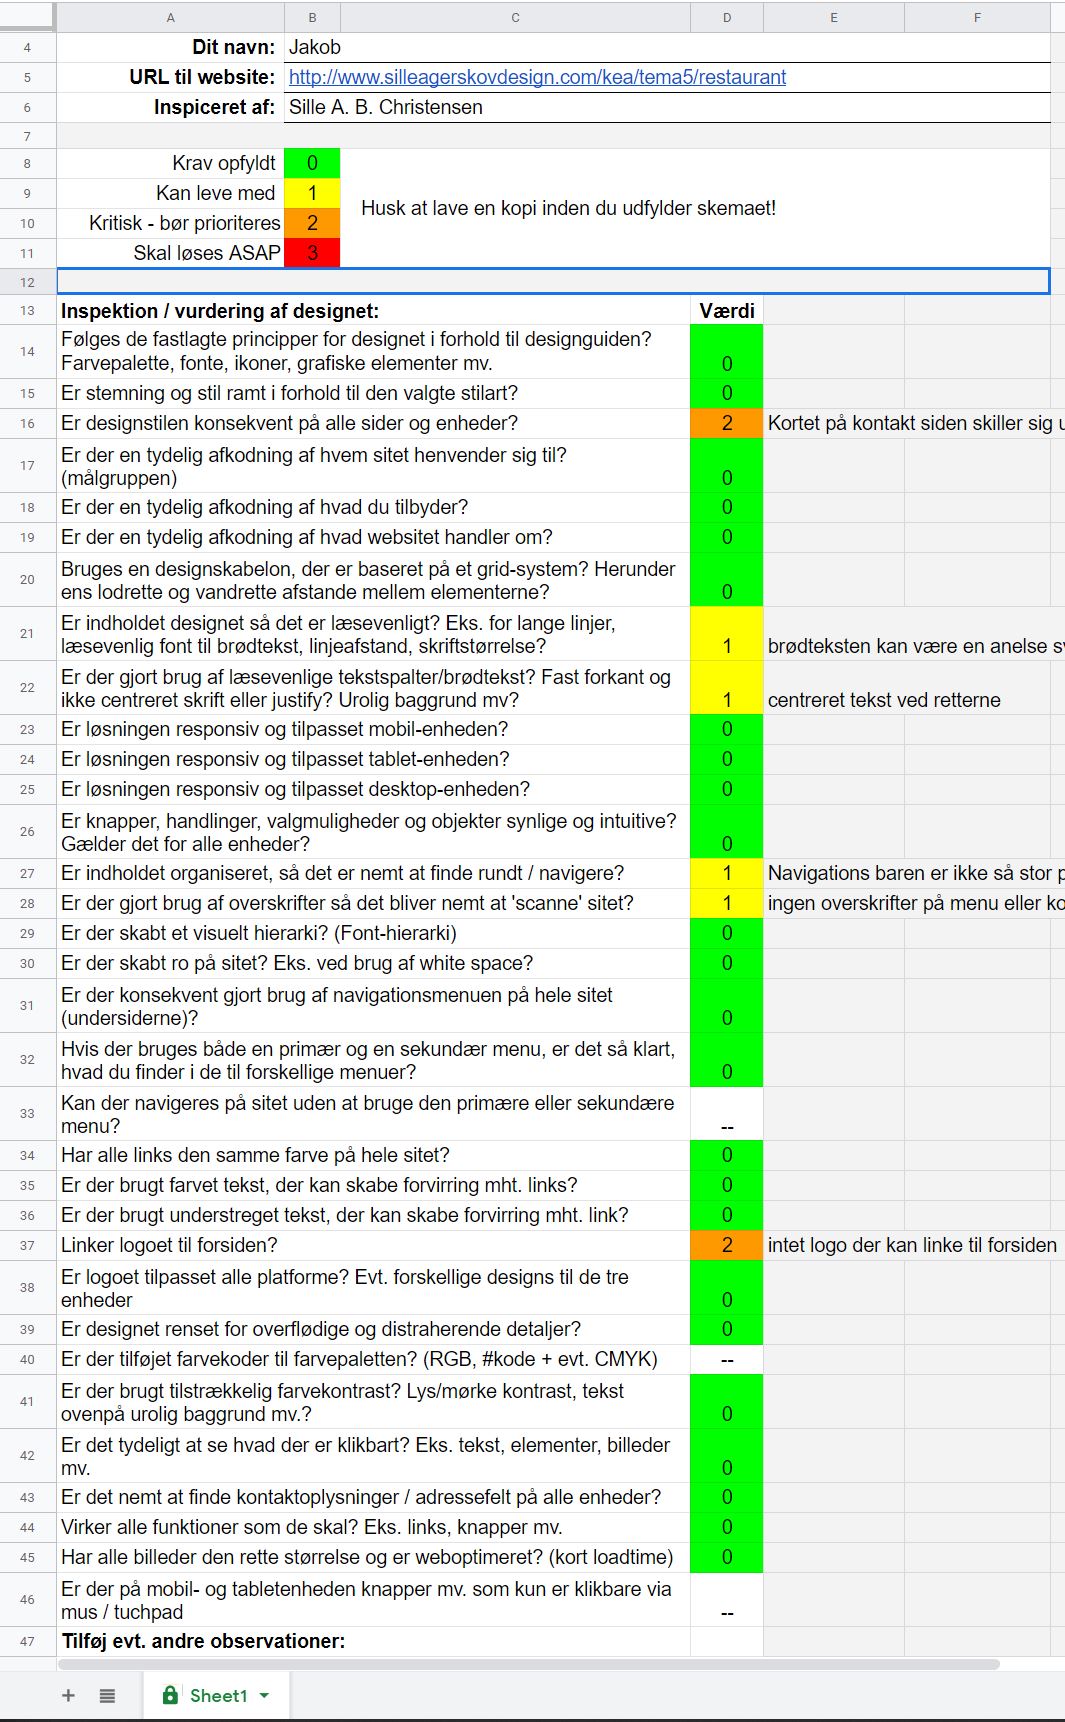 A B C D E F
4 Dit navn: Jakob
5 URL til website: http://www.silleagerskovdesign.com/kea/tema5/restaurant
6 Inspiceret af: Sille A. B. Christensen
7
8 Krav opfyldt 0
9 Kan leve med 1
Husk at lave en kopi inden du udfylder skemaet!
10 Kritisk - bør prioriteres 2
11 Skal løses ASAP 3
12
13 Inspektion / vurdering af designet: Værdi
14 Følges de fastlagte principper for designet i forhold til designguiden?
Farvepalette, fonte, ikoner, grafiske elementer mv. 0
15 Er stemning og stil ramt i forhold til den valgte stilart? 0
16 Er designstilen konsekvent på alle sider og enheder? 2 Kortet på kontakt siden skiller sig u
17 Er der en tydelig afkodning af hvem sitet henvender sig til?
(målgruppen) 0
18 Er der en tydelig afkodning af hvad du tilbyder? 0
19 Er der en tydelig afkodning af hvad websitet handler om? 0
20 Bruges en designskabelon, der er baseret på et grid-system? Herunder
ens lodrette og vandrette afstande mellem elementerne? 0
21 Er indholdet designet så det er læsevenligt? Eks. for lange linjer,
læsevenlig font til brødtekst, linjeafstand, skriftstørrelse? 1 brødteksten kan være en anelse sv
22 Er der gjort brug af læsevenlige tekstspalter/brødtekst? Fast forkant og
ikke centreret skrift eller justify? Urolig baggrund mv? 1 centreret tekst ved retterne
23 Er løsningen responsiv og tilpasset mobil-enheden? 0
24 Er løsningen responsiv og tilpasset tablet-enheden? 0
25 Er løsningen responsiv og tilpasset desktop-enheden? 0
26 Er knapper, handlinger, valgmuligheder og objekter synlige og intuitive?
Gælder det for alle enheder? 0
27 Er indholdet organiseret, så det er nemt at finde rundt / navigere? 1 Navigations baren er ikke så stor p
28 Er der gjort brug af overskrifter så det bliver nemt at 'scanne' sitet? 1 ingen overskrifter på menu eller ko
29 Er der skabt et visuelt hierarki? (Font-hierarki) 0
30 Er der skabt ro på sitet? Eks. ved brug af white space? 0
31 Er der konsekvent gjort brug af navigationsmenuen på hele sitet
(undersiderne)? 0
32 Hvis der bruges både en primær og en sekundær menu, er det så klart,
hvad du finder i de til forskellige menuer? 0
33 Kan der navigeres på sitet uden at bruge den primære eller sekundære
menu? --
34 Har alle links den samme farve på hele sitet? 0
35 Er der brugt farvet tekst, der kan skabe forvirring mht. links? 0
36 Er der brugt understreget tekst, der kan skabe forvirring mht. link? 0
37 Linker logoet til forsiden? 2 intet logo der kan linke til forsiden
38 Er logoet tilpasset alle platforme? Evt. forskellige designs til de tre
enheder 0
39 Er designet renset for overflødige og distraherende detaljer? 0
40 Er der tilføjet farvekoder til farvepaletten? (RGB, #kode + evt. CMYK) --
41 Er der brugt tilstrækkelig farvekontrast? Lys/mørke kontrast, tekst
ovenpå urolig baggrund mv.? 0
42 Er det tydeligt at se hvad der er klikbart? Eks. tekst, elementer, billeder
mv. 0
43 Er det nemt at finde kontaktoplysninger / adressefelt på alle enheder? 0
44 Virker alle funktioner som de skal? Eks. links, knapper mv. 0
45 Har alle billeder den rette størrelse og er weboptimeret? (kort loadtime) 0
46 Er der på mobil- og tabletenheden knapper mv. som kun er klikbare via
mus / tuchpad --
47 Tilføj evt. andre observationer:
Sheet1